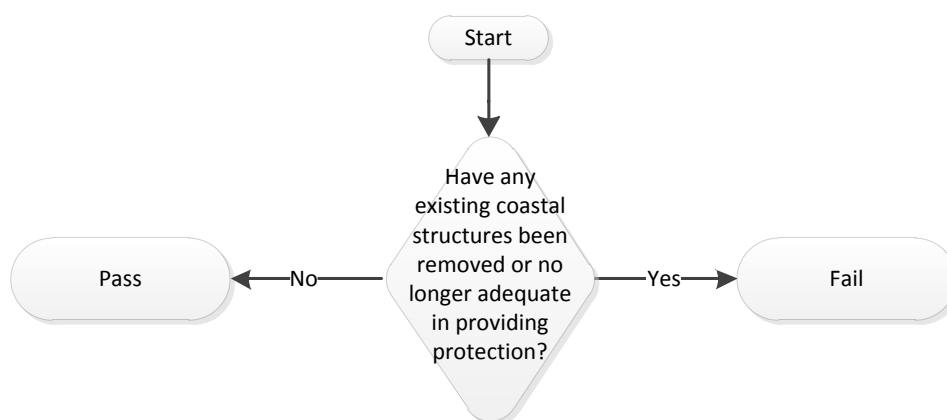 Start
Have any
existing coastal
structures been
removed or no
longer adequate
in providing
protection?
Pass
No
Yes
Fail